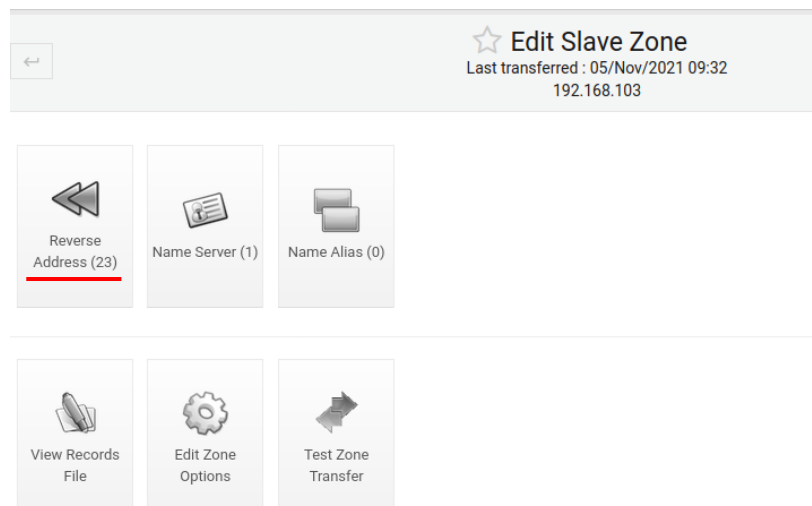 Edit Slave Zone
Last transferred : 05/Nov/2021 09:32
192.168.103
Reverse
Address (23)
Name Server (1)
Name Alias (0)
View Records
File
Edit Zone
Options
Test Zone
Transfer